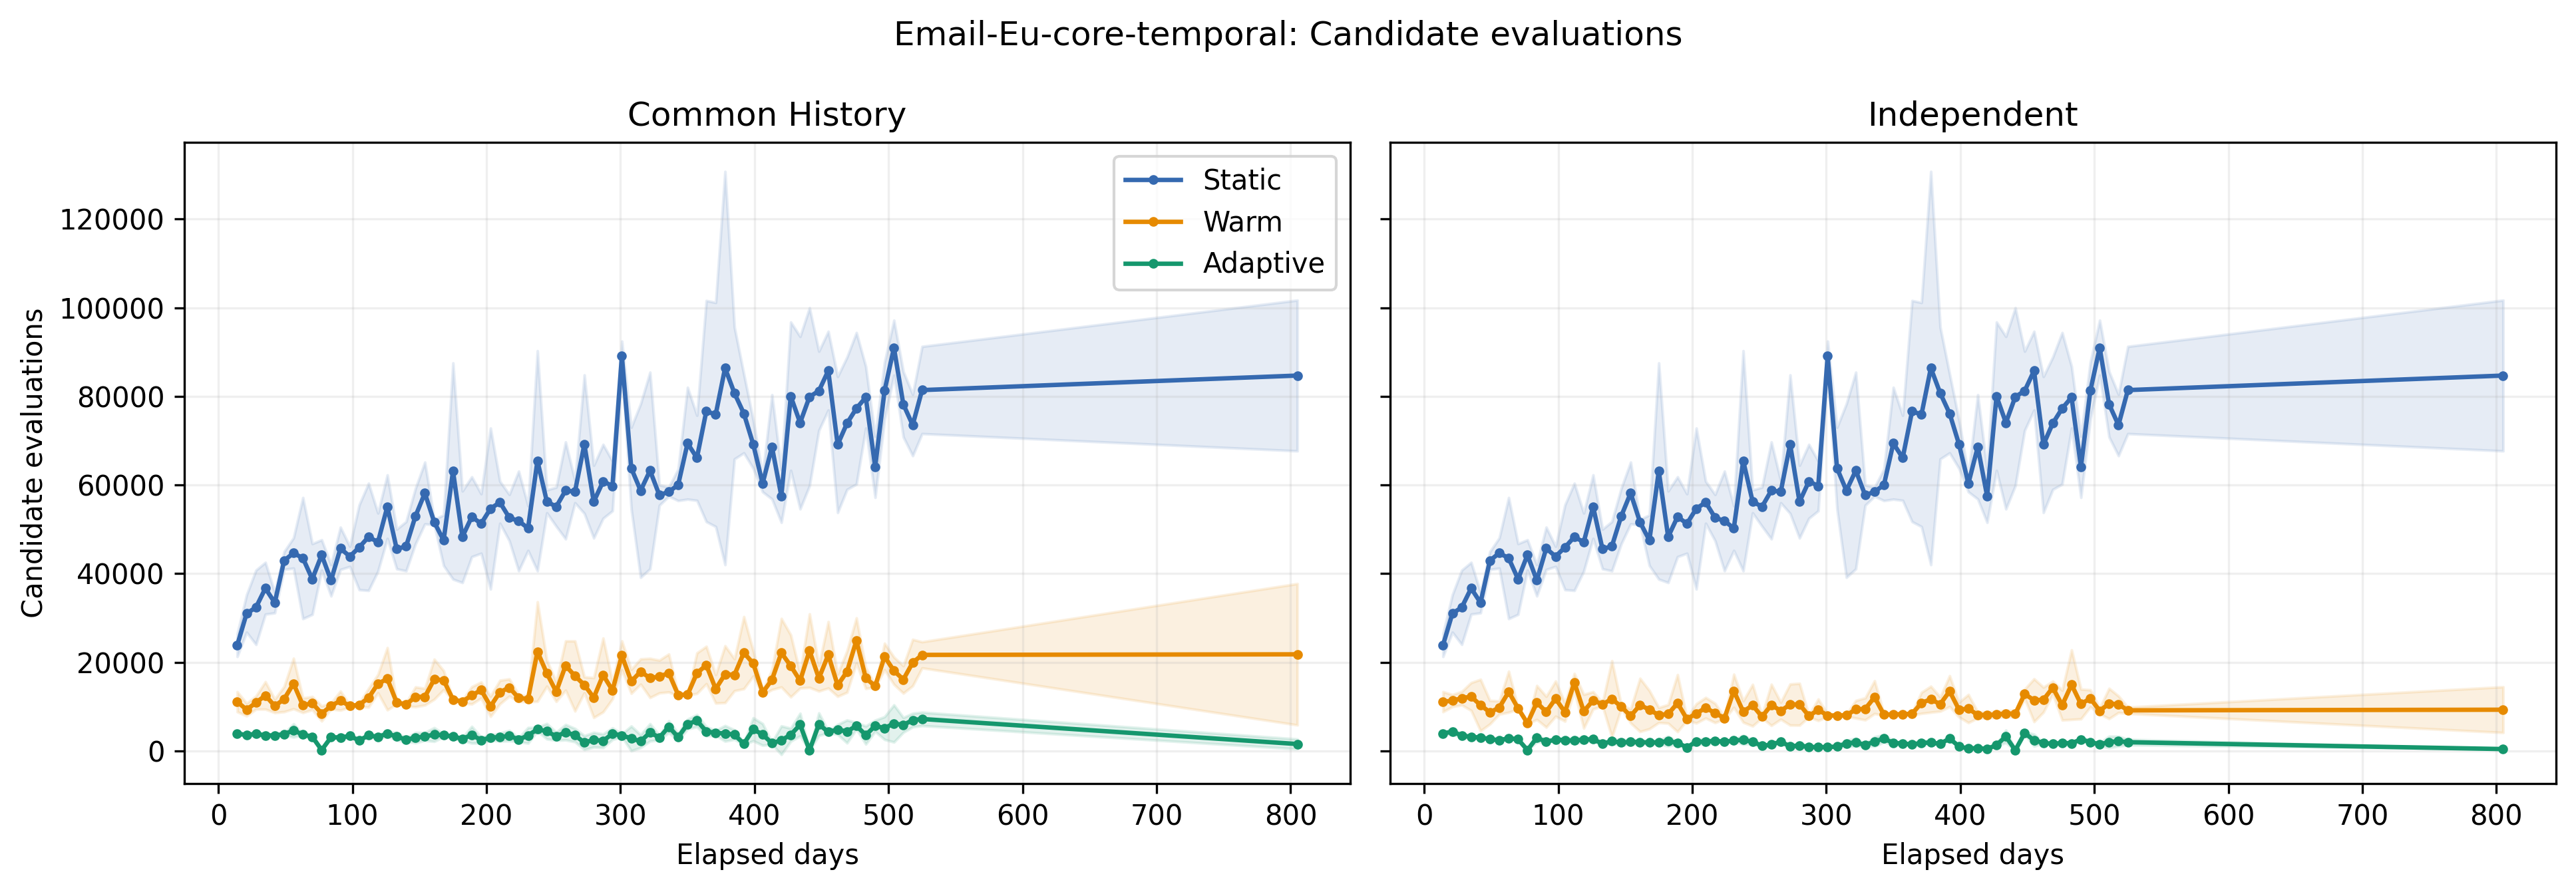 Email-Eu-core-temporal: Candidate evaluations
Common History
Independent
Candidate evaluations
120000
100000
80000
60000
40000
20000
0
Static
Warm
Adaptive
0 100 200 300 400 500 600 700 800
0 100 200 300 400 500 600 700 800
Elapsed days
Elapsed days